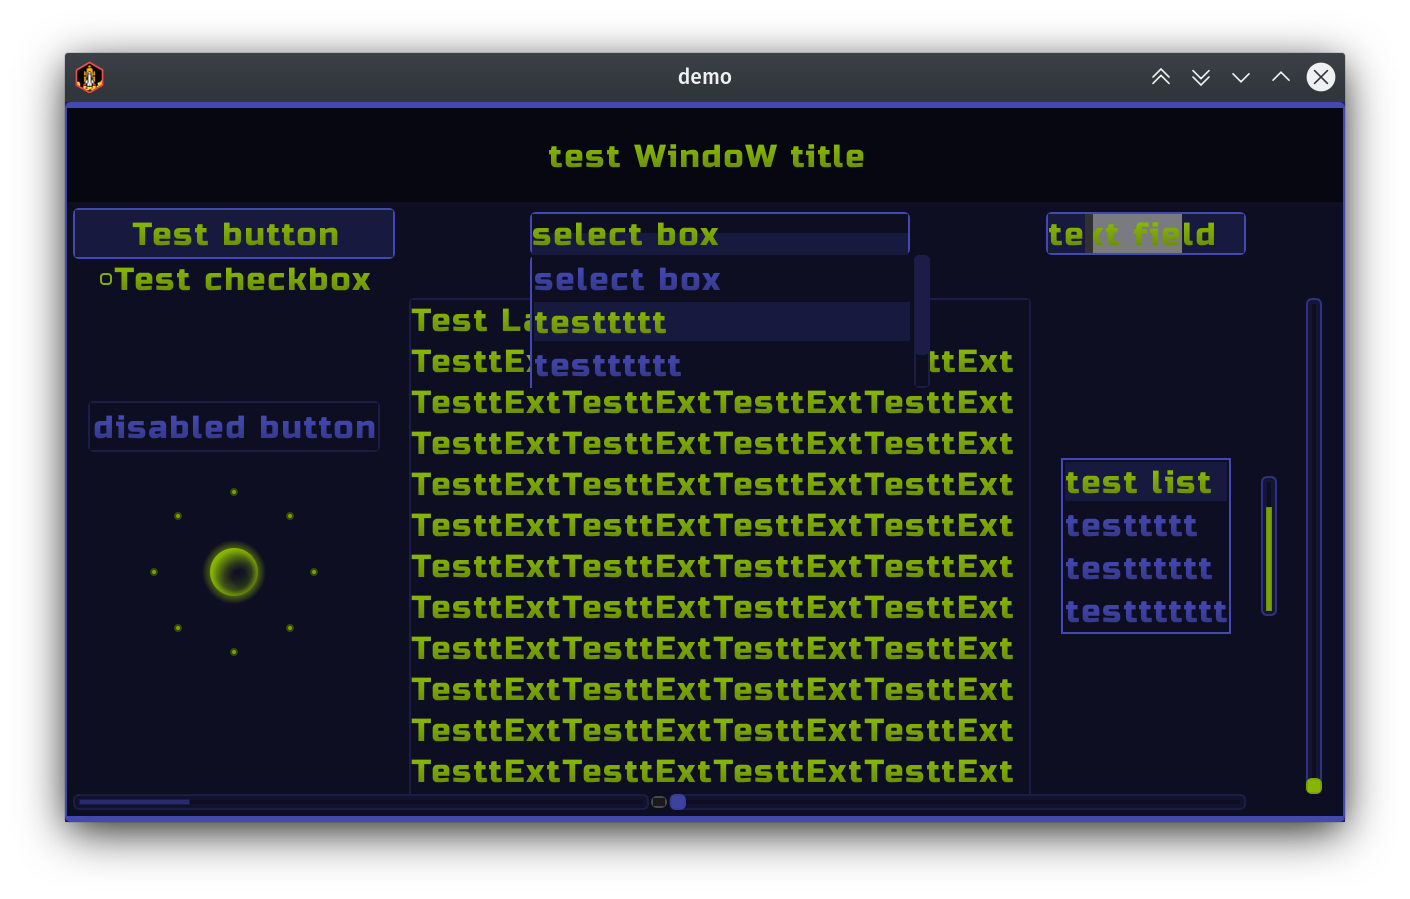 demo
test WindoW title
Test button
select box
text field
Test checkbox
select box
Test La
testtttt
TesttEx
ttExt
testttttt
TesttExtTesttExtTesttExtTesttExt
disabled button
TesttExtTesttExtTesttExtTesttExt
TesttExtTesttExtTesttExtTesttExt
test list
TesttExtTesttExtTesttExtTesttExt
testtttt
TesttExtTesttExtTesttExtTesttExt
testttttt
TesttExtTesttExtTesttExtTesttExt
testtttttt
TesttExtTesttExtTesttExtTesttExt
TesttExtTesttExtTesttExtTesttExt
TesttExtTesttExtTesttExtTesttExt
TesttExtTesttExtTesttExtTesttExt